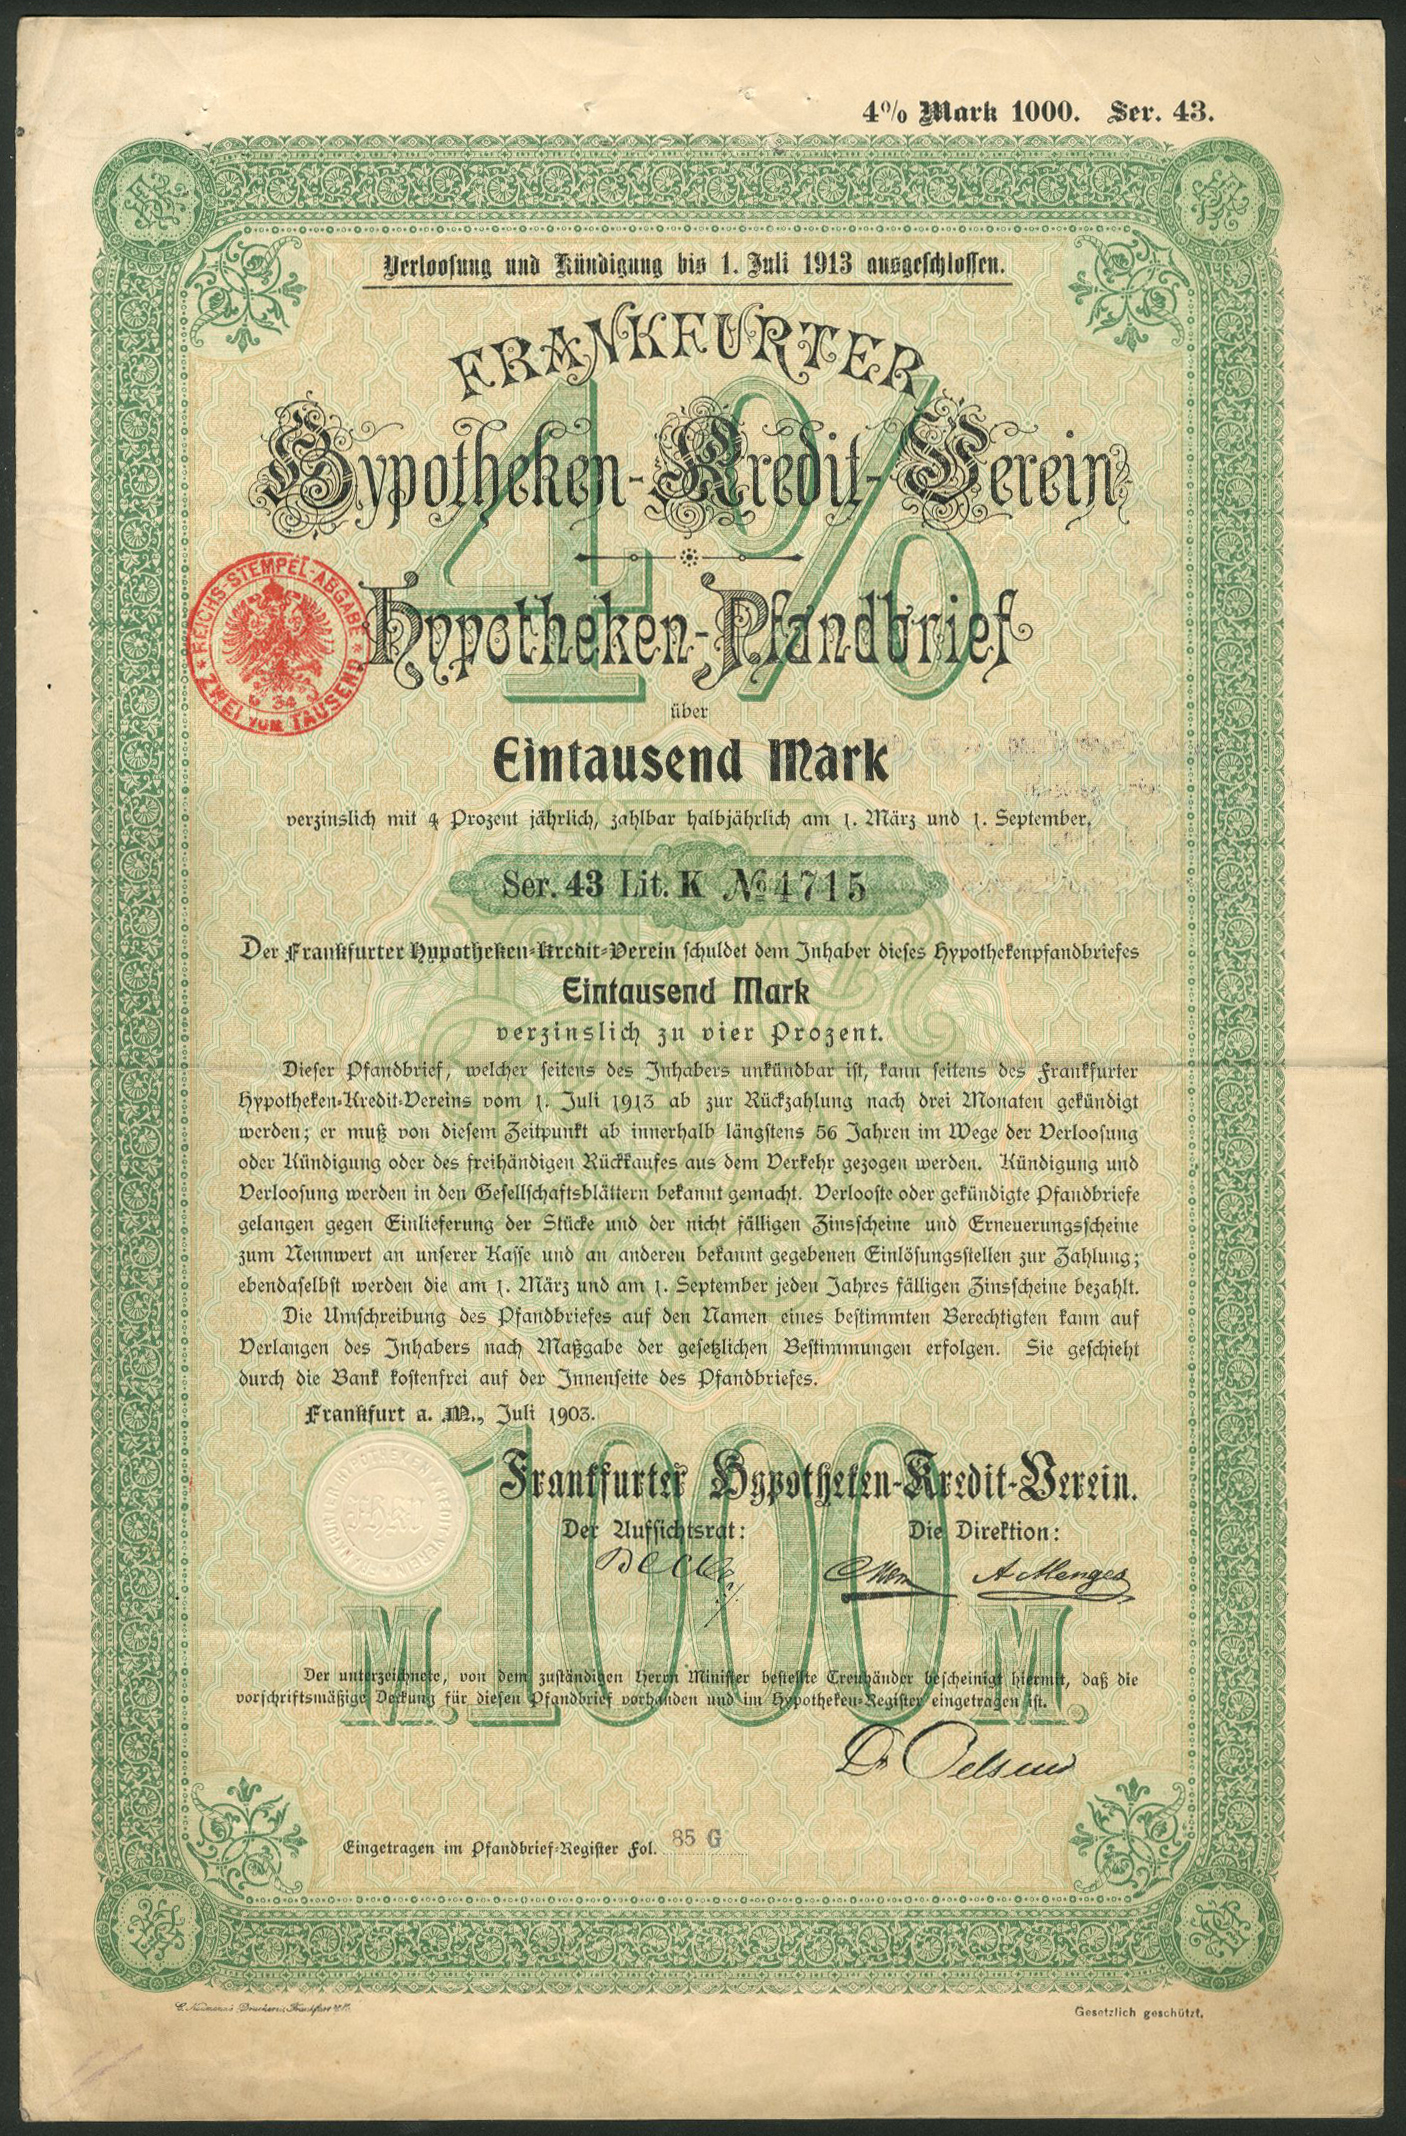 4% Mark 1000. Ser. 43.
Verloosung und Kündigung bis 1. Juli 1913 ausgeschlossen.
FRANKFURTER
Hypotheken-Kredit-Verein
4%
Hypotheken-Pfandbrief
REICHS-STEMPEL-ABGABE
ZWEI VOM TAUSEND
34
über
Eintausend Mark
verzinslich mit 4 Prozent jährlich, zahlbar halbjährlich am 1. März und 1. September,
Ser. 43 Lit. K № 4715
Der Frankfurter Hypotheken-Kredit-Verein schuldet dem Inhaber dieses Hypothekenpfandbriefes
Eintausend Mark
verzinslich zu vier Prozent.
Dieser Pfandbrief, welcher seitens des Inhabers unkündbar ist, kann seitens des Frankfurter
Hypotheken-Kredit-Vereins vom 1. Juli 1913 ab zur Rückzahlung nach drei Monaten gekündigt
werden; er muß von diesem Zeitpunkt ab innerhalb längstens 56 Jahren im Wege der Verloosung
oder Kündigung oder des freihändigen Rückkaufes aus dem Verkehr gezogen werden. Kündigung und
Verloosung werden in den Gesellschaftsblättern bekannt gemacht. Verlooste oder gekündigte Pfandbriefe
gelangen gegen Einlieferung der Stücke und der nicht fälligen Zinsscheine und Erneuerungsscheine
zum Nennwert an unserer Kasse und an anderen bekannt gegebenen Einlösungsstellen zur Zahlung;
ebendaselbst werden die am 1. März und am 1. September jeden Jahres fälligen Zinsscheine bezahlt.
Die Umschreibung des Pfandbriefes auf den Namen eines bestimmten Berechtigten kann auf
Verlangen des Inhabers nach Maßgabe der gesetzlichen Bestimmungen erfolgen. Sie geschieht
durch die Bank kostenfrei auf der Innenseite des Pfandbriefes.
Frankfurt a. M., Juli 1903.
Frankfurter Hypotheken-Kredit-Verein.
Der Aufsichtsrat: Die Direktion:
A Menges
M. 1000 M.
Der unterzeichnete, von dem zuständigen Herrn Minister bestellte Treuhänder bescheinigt hiermit, daß die
vorschriftsmäßige Deckung für diesen Pfandbrief vorhanden und im Hypotheken-Register eingetragen ist.
Dr Oelsner
Eingetragen im Pfandbrief-Register Fol. 85 G
C. Naumann's Druckerei, Frankfurt a/M.
Gesetzlich geschützt.